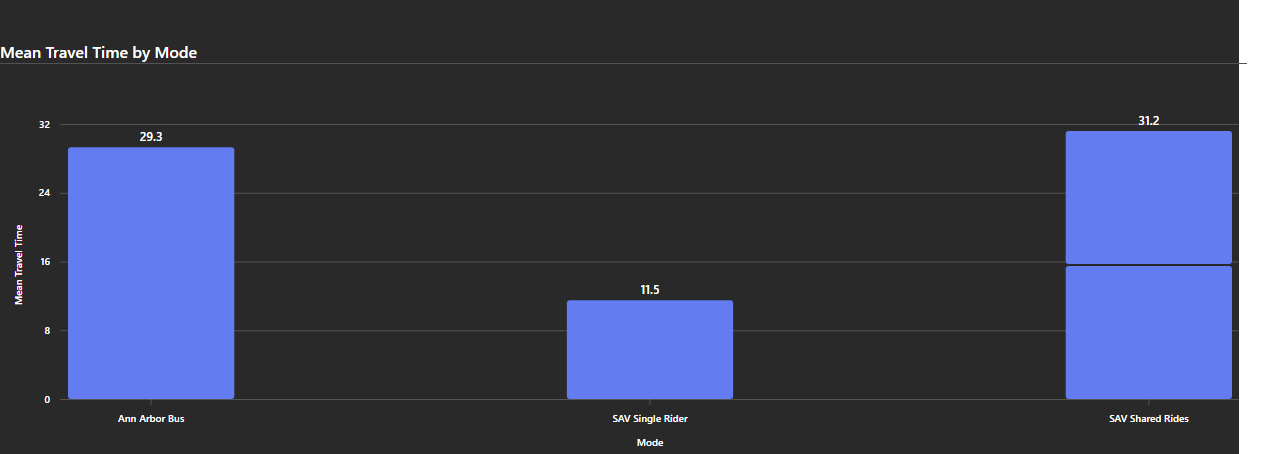 Mean Travel Time by Mode
32
24
16
8
0
Mean Travel Time
29.3
11.5
31.2
Ann Arbor Bus
SAV Single Rider
SAV Shared Rides
Mode